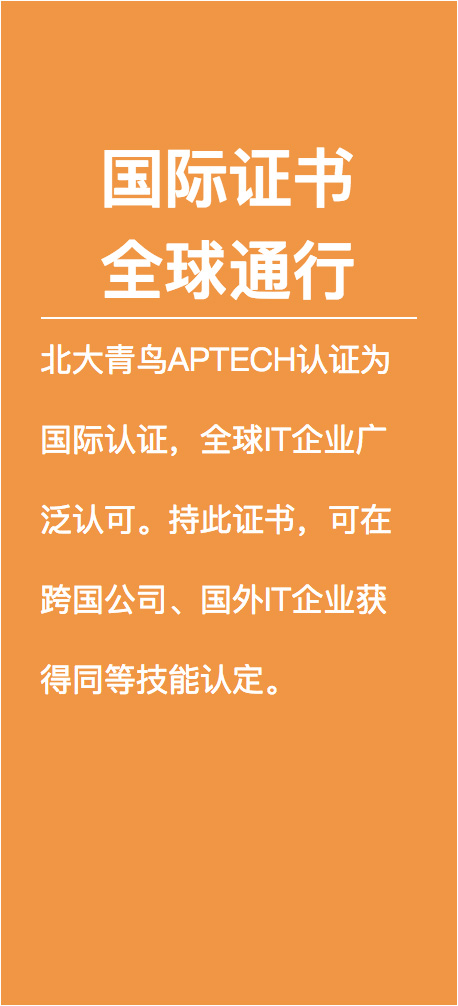 国际证书
全球通行
北大青鸟APTECH认证为
国际认证，全球IT企业广
泛认可。持此证书，可在
跨国公司、国外IT企业获
得同等技能认定。